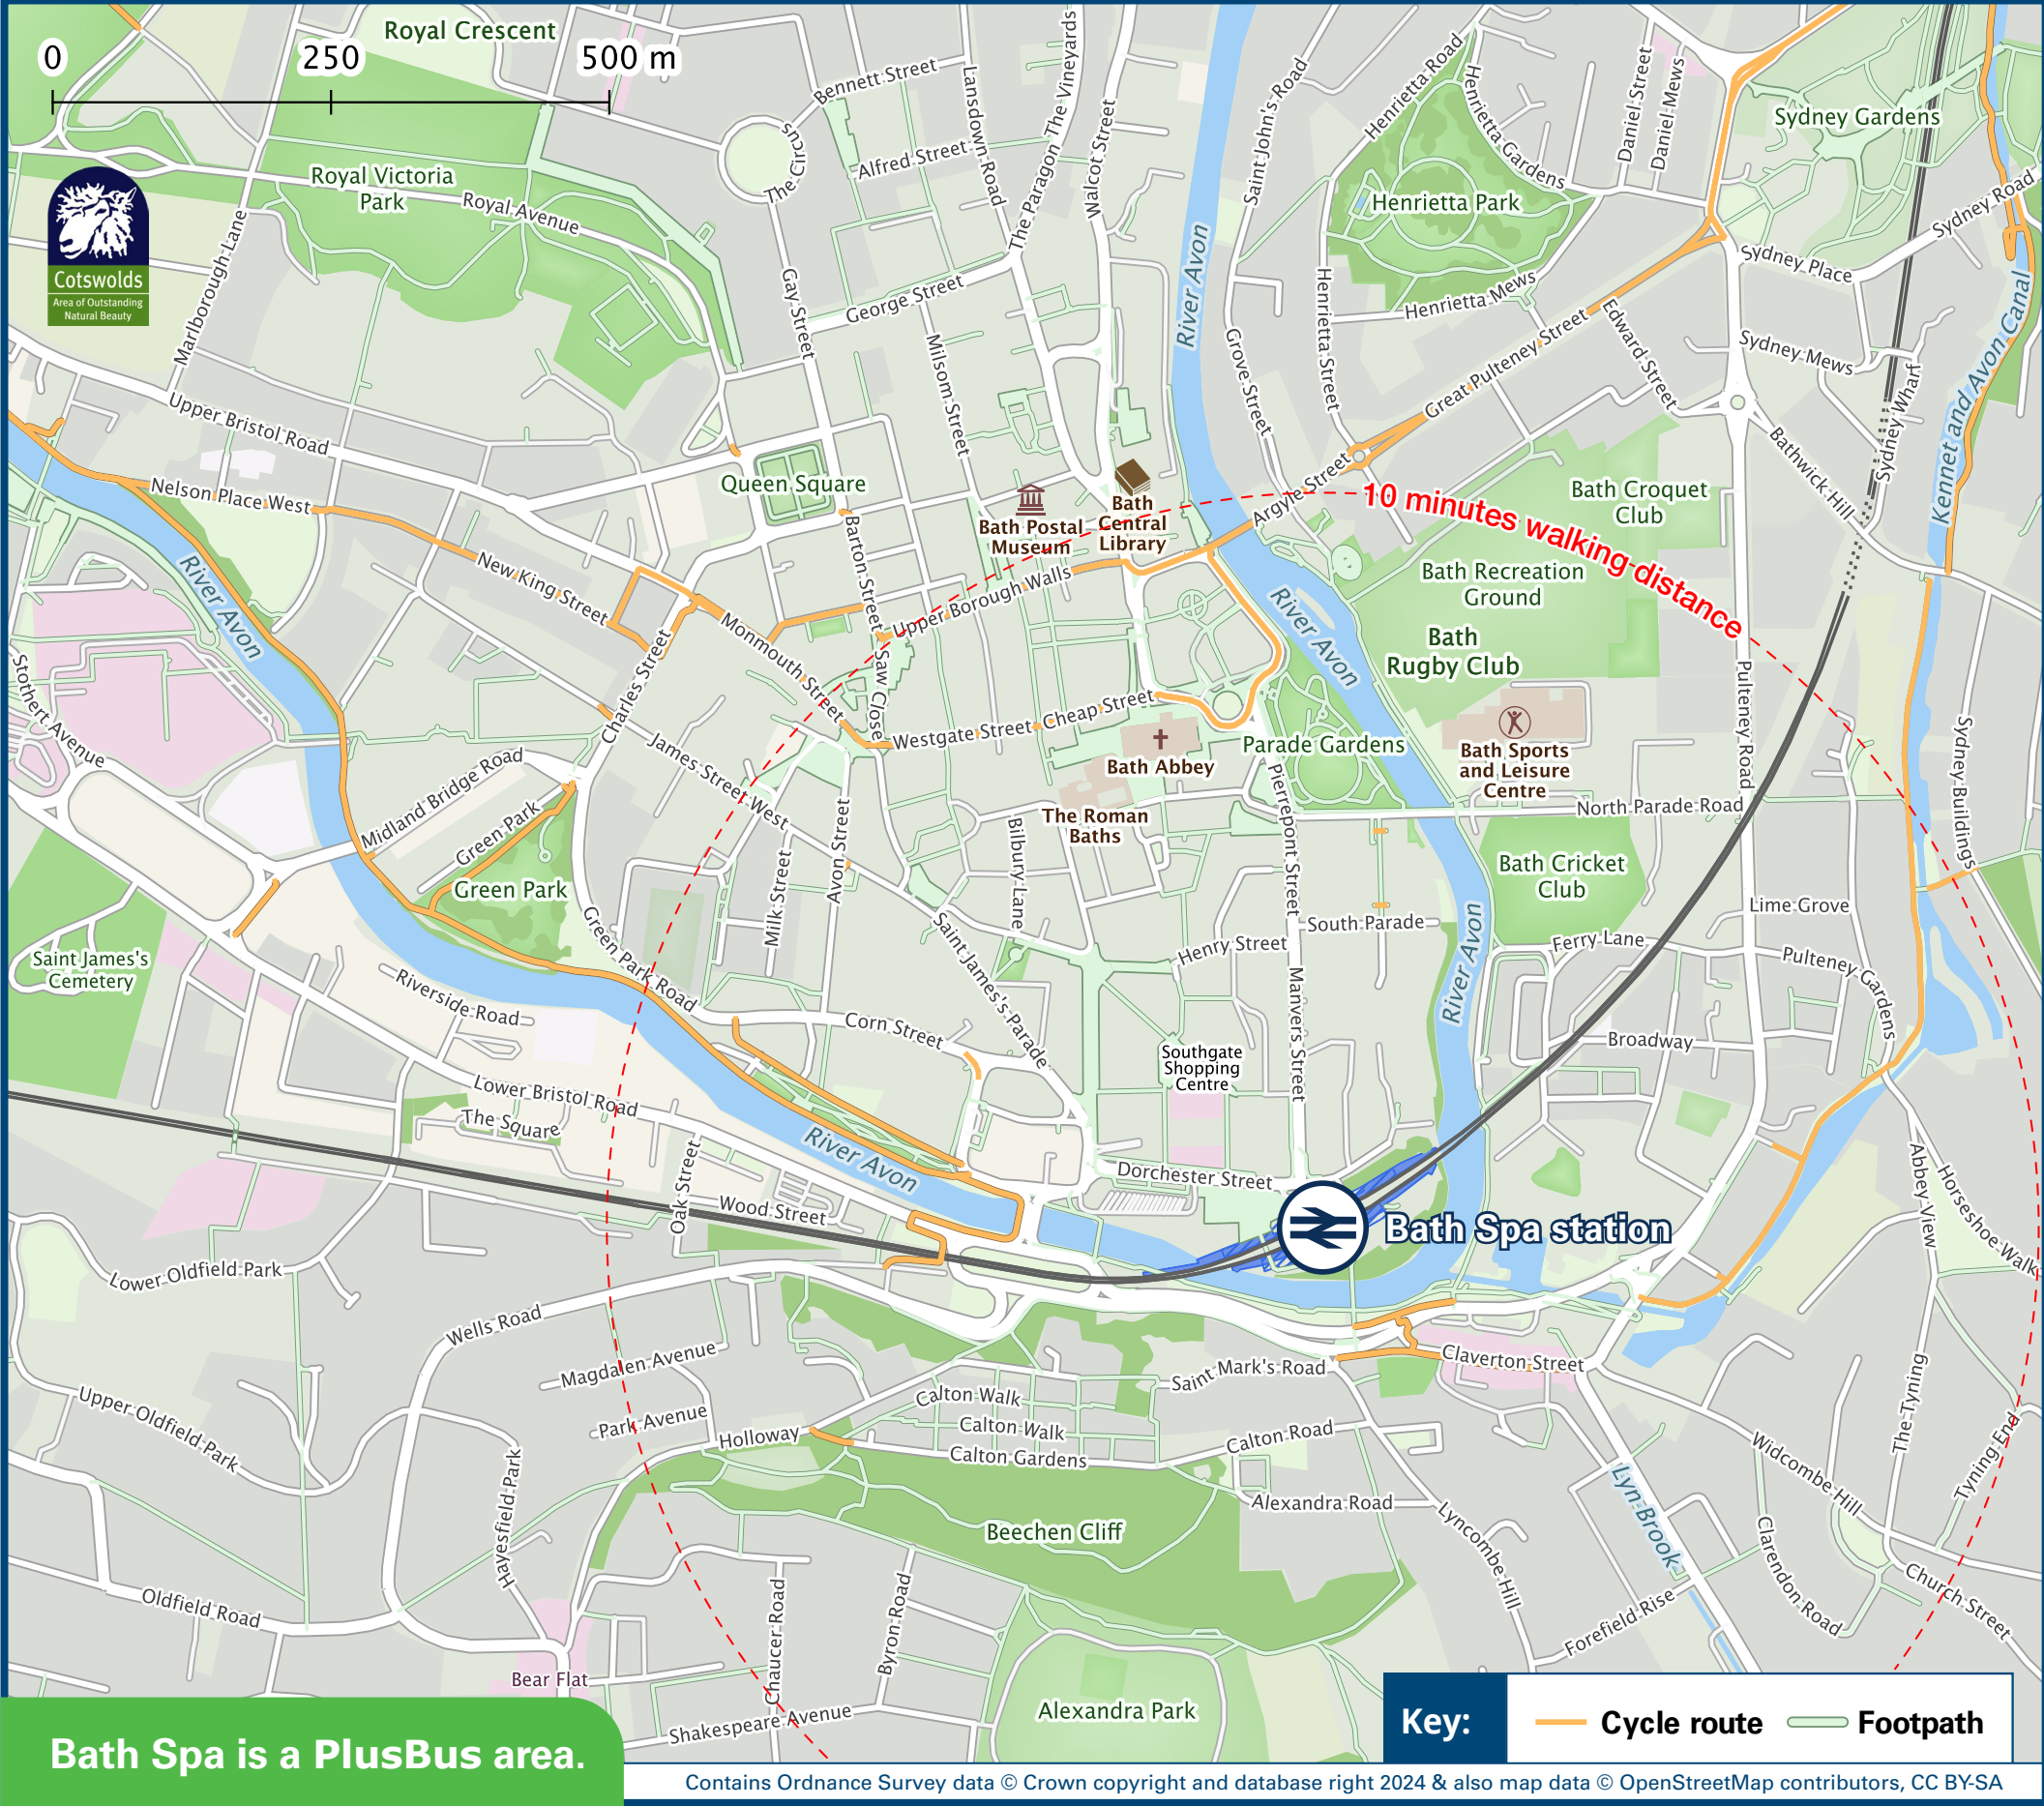 Royal Crescent
0
250
500 m
Bennett Street
Lansdown Road
The Paragon The Vineyards
Walcot Street
Saint John's Road
Henrietta Road
Henrietta Gardens
Daniel Street
Daniel Mews
Sydney Gardens
The Circus
Alfred Street
River Avon
Royal Victoria
Park
Royal Avenue
Henrietta Park
Sydney Road
Cotswolds
Area of Outstanding
Natural Beauty
Marlborough Lane
Gay Street
George Street
Milsom Street
Grove Street
Henrietta Street
Henrietta Mews
Great Pulteney Street
Edward Street
Sydney Place
Sydney Mews
Sydney Wharf
Kennet and Avon Canal
Upper Bristol Road
Bathwick Hill
Nelson Place West
Queen Square
Barton Street
Bath Postal
Museum
Bath
Central
Library
Argyle Street
10 minutes walking distance
Bath Croquet
Club
River Avon
New King Street
Monmouth Street
Upper Borough Walls
River Avon
Bath Recreation
Ground
Bath
Rugby Club
Stothert Avenue
Charles Street
Saw Close
Westgate Street
Cheap Street
Bath Abbey
Parade Gardens
Bath Sports
and Leisure
Centre
Pulteney Road
Sydney Buildings
Midland Bridge Road
Green Park
James Street West
The Roman
Baths
Pierrepont Street
North Parade Road
Green Park
Milk Street
Avon Street
Bilbury Lane
Bath Cricket
Club
Lime Grove
Saint James's
Cemetery
Green Park Road
Saint James's Parade
Henry Street
South Parade
River Avon
Ferry Lane
Pulteney Gardens
Riverside Road
Corn Street
Manvers Street
Southgate
Shopping
Centre
Broadway
Lower Bristol Road
The Square
River Avon
Oak Street
Wood Street
Dorchester Street
Bath Spa station
Abbey View
Horseshoe Walk
Lower Oldfield Park
Wells Road
Magdalen Avenue
Saint Mark's Road
Claverton Street
Upper Oldfield Park
Park Avenue
Holloway
Calton Walk
Calton Walk
Calton Gardens
Calton Road
The Tyning
Tyning End
Widcombe Hill
Hayesfield Park
Alexandra Road
Lyncombe Hill
Lyn Brook
Beechen Cliff
Clarendon Road
Church Street
Oldfield Road
Chaucer Road
Byron Road
Forefield Rise
Bear Flat
Shakespeare Avenue
Alexandra Park
Key:
Cycle route
Footpath
Bath Spa is a PlusBus area.
Contains Ordnance Survey data © Crown copyright and database right 2024 & also map data © OpenStreetMap contributors, CC BY-SA